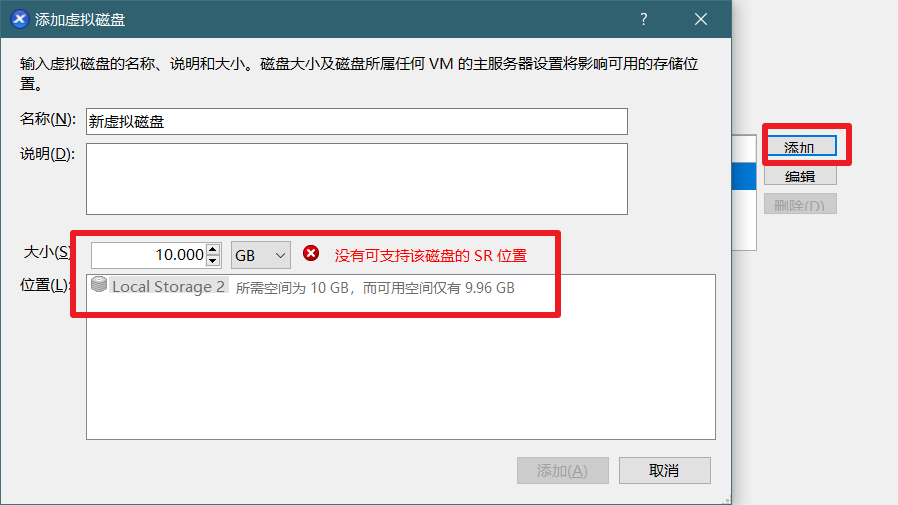 添加虚拟磁盘
?
输入虚拟磁盘的名称、说明和大小。磁盘大小及磁盘所属任何 VM 的主服务器设置将影响可用的存储位
置。
名称(N):
新虚拟磁盘
添加
说明(D):
编辑
删除(D)
大小(S
10.000
GB
没有可支持该磁盘的 SR 位置
位置(L):
Local Storage 2
所需空间为 10 GB，而可用空间仅有 9.96 GB
添加(A)
取消